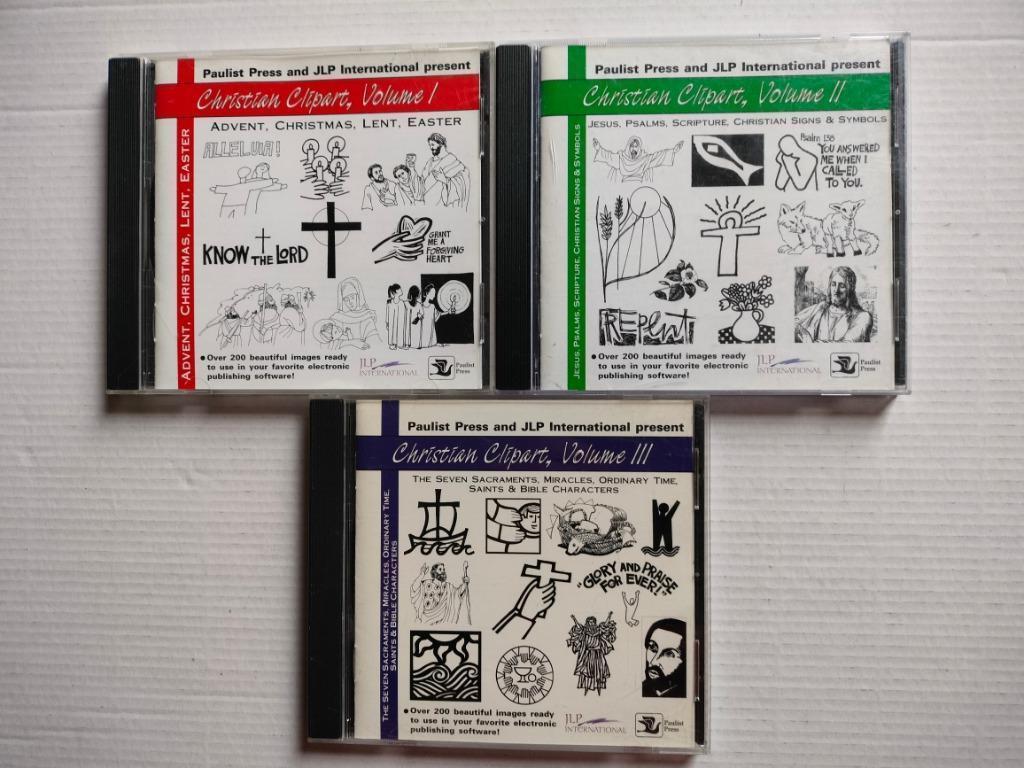 Paulist Press and JLP International present
Christian Clipart, Volume I
ADVENT, CHRISTMAS, LENT, EASTER
ADVENT, CHRISTMAS, LENT, EASTER
ALLELUIA!
KNOW THE LORD
GRANT
ME A
FORGIVING
HEART
• Over 200 beautiful images ready
to use in your favorite electronic
publishing software!
JLP
INTERNATIONAL
Paulist
Press
Paulist Press and JLP International present
Christian Clipart, Volume II
JESUS, PSALMS, SCRIPTURE, CHRISTIAN SIGNS & SYMBOLS
JESUS, PSALMS, SCRIPTURE, CHRISTIAN SIGNS & SYMBOLS
Psalm 138
YOU ANSWERED
ME WHEN I
CALLED
TO YOU.
REPENT
• Over 200 beautiful images ready
to use in your favorite electronic
publishing software!
JLP
INTERNATIONAL
Paulist
Press
Paulist Press and JLP International present
Christian Clipart, Volume III
THE SEVEN SACRAMENTS, MIRACLES, ORDINARY TIME,
SAINTS & BIBLE CHARACTERS
THE SEVEN SACRAMENTS, MIRACLES, ORDINARY TIME,
SAINTS & BIBLE CHARACTERS
"GLORY AND PRAISE
FOR EVER!"
• Over 200 beautiful images ready
to use in your favorite electronic
publishing software!
JLP
INTERNATIONAL
Paulist
Press